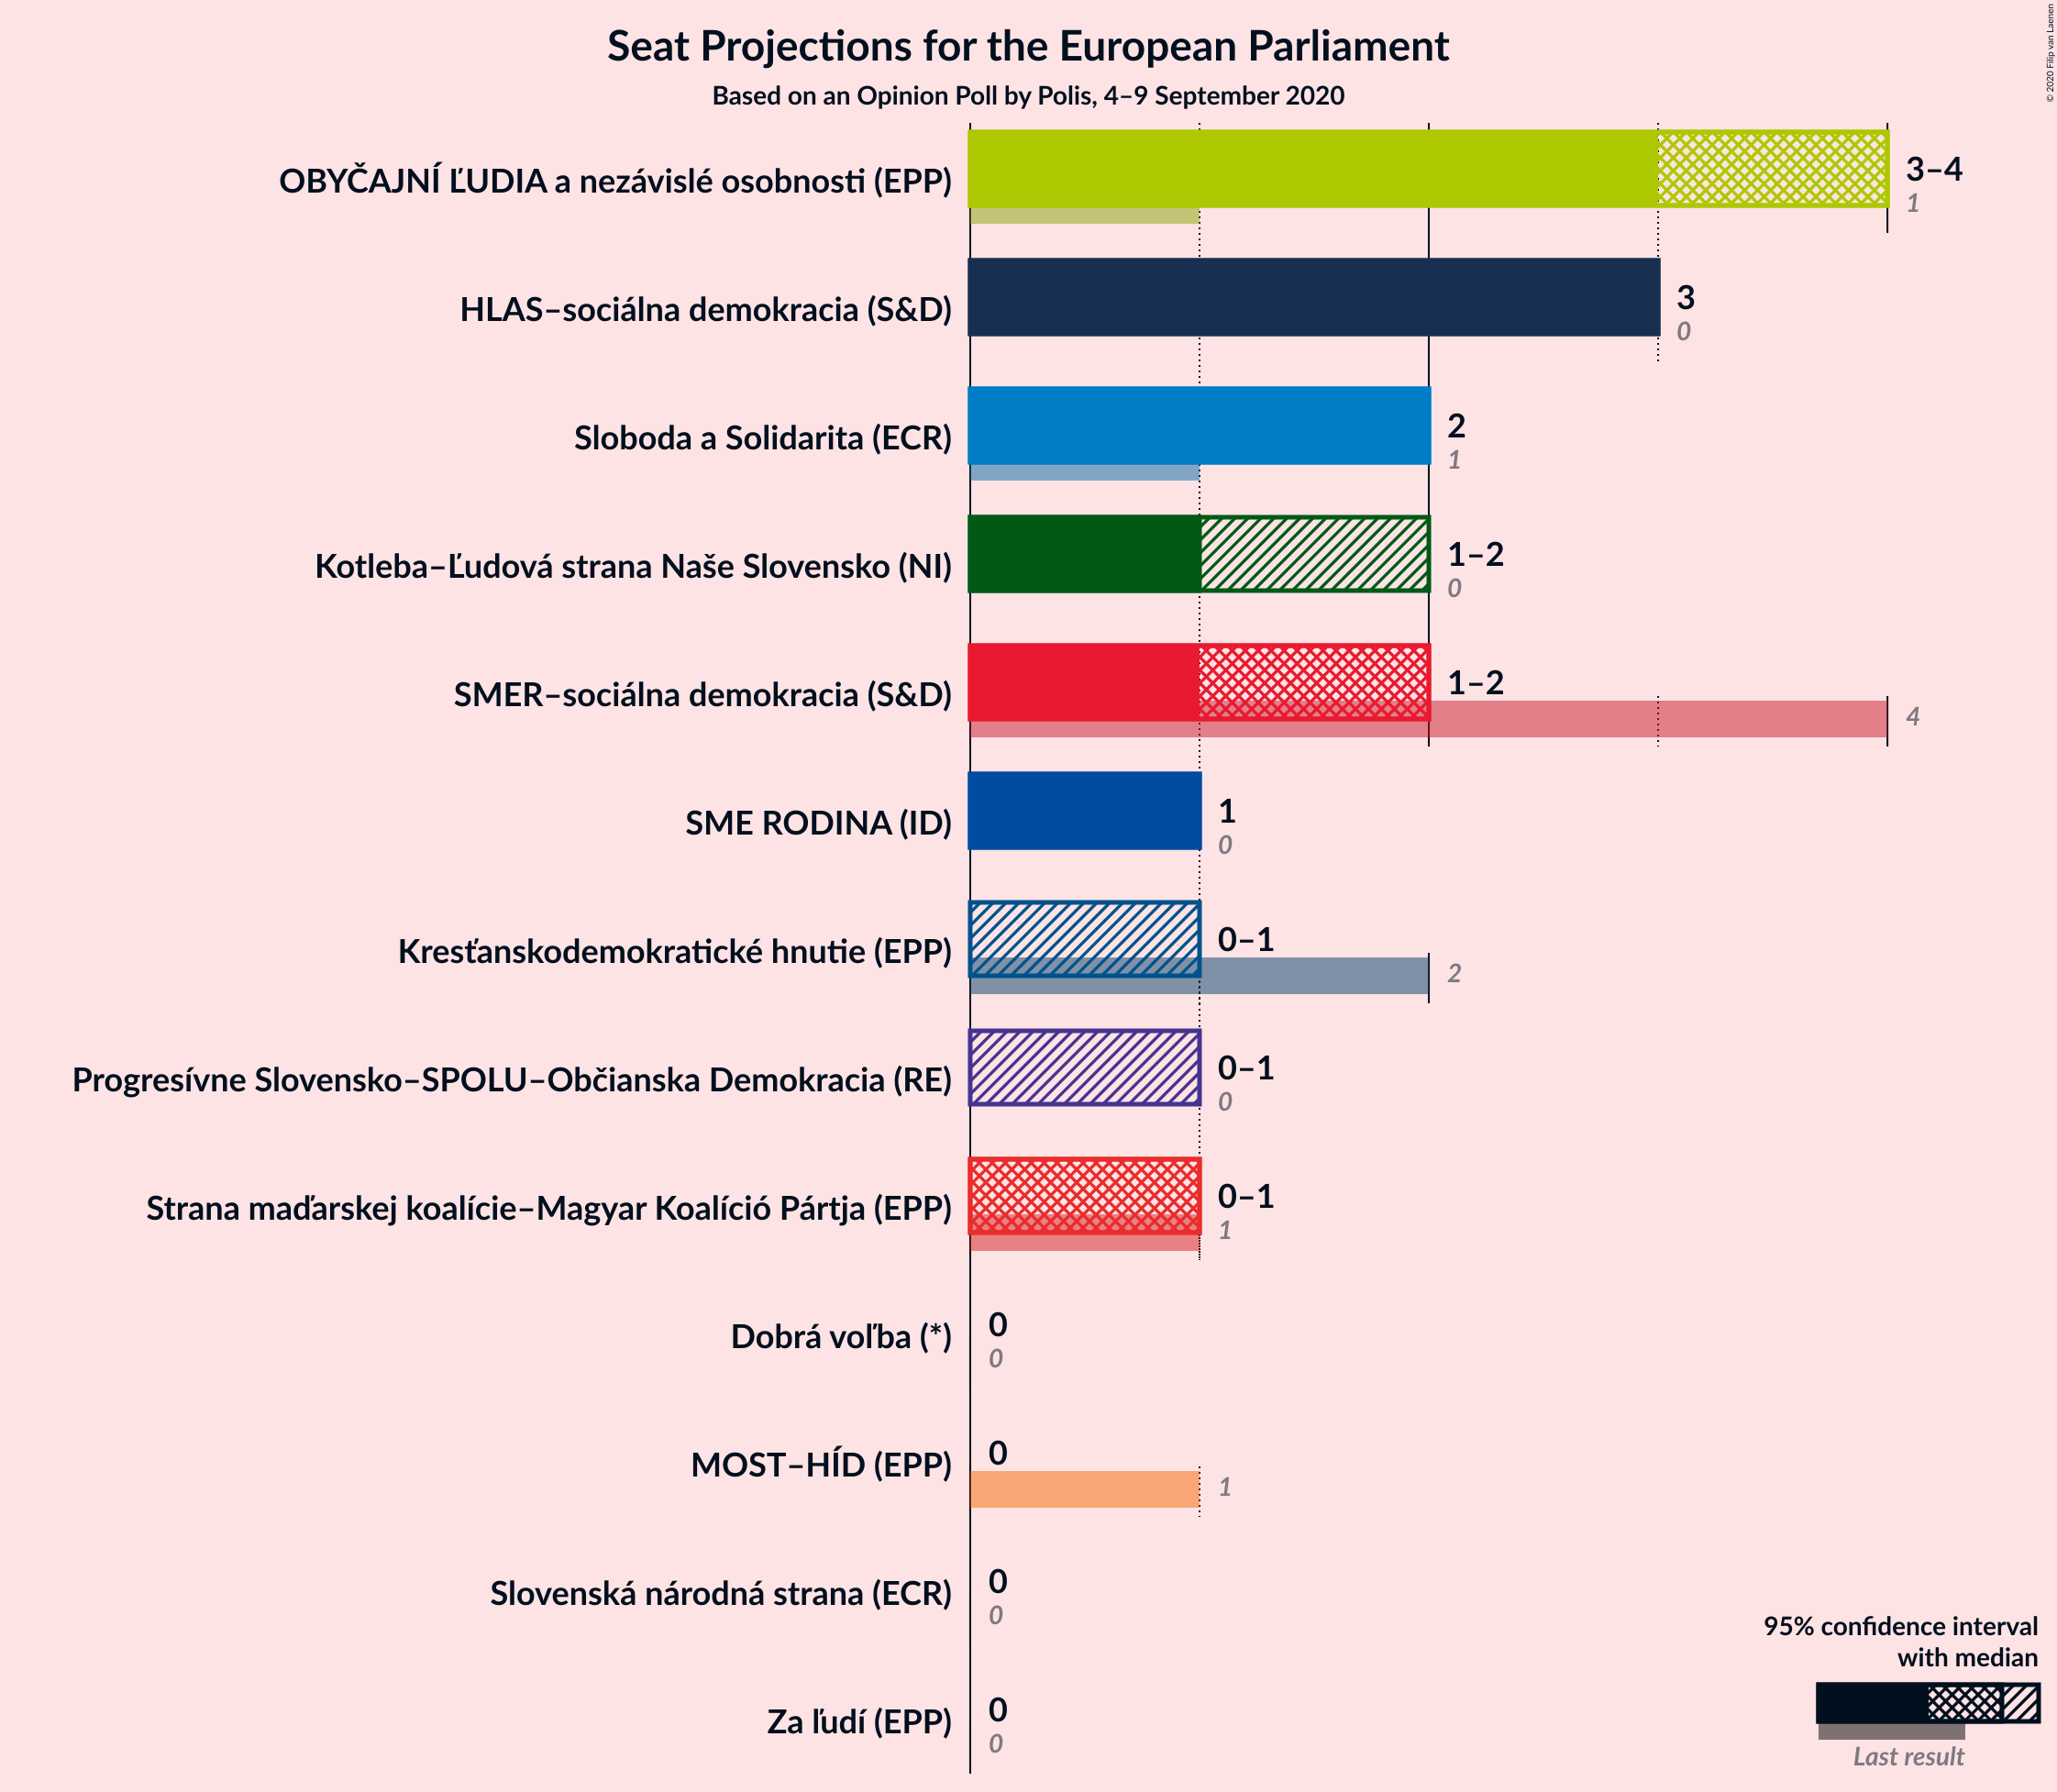 Seat Projections for the European Parliament
Based on an Opinion Poll by Polis, 4–9 September 2020
© 2020 Filip van Laenen
OBYČAJNÍ ĽUDIA a nezávislé osobnosti (EPP)
3–4
1
HLAS–sociálna demokracia (S&D)
3
0
Sloboda a Solidarita (ECR)
2
1
Kotleba–Ľudová strana Naše Slovensko (NI)
1–2
0
SMER–sociálna demokracia (S&D)
1–2
4
SME RODINA (ID)
1
0
Kresťanskodemokratické hnutie (EPP)
0–1
2
Progresívne Slovensko–SPOLU–Občianska Demokracia (RE)
0–1
0
Strana maďarskej koalície–Magyar Koalíció Pártja (EPP)
0–1
1
Dobrá voľba (*)
0
0
MOST–HÍD (EPP)
0
1
Slovenská národná strana (ECR)
0
0
Za ľudí (EPP)
0
0
95% confidence interval
with median
Last result